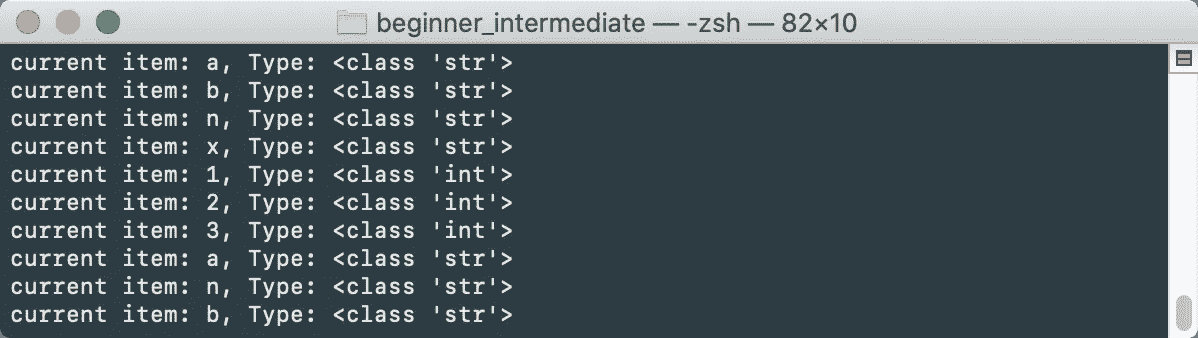 beginner_intermediate — -zsh — 82×10
current item: a, Type: <class 'str'>
current item: b, Type: <class 'str'>
current item: n, Type: <class 'str'>
current item: x, Type: <class 'str'>
current item: 1, Type: <class 'int'>
current item: 2, Type: <class 'int'>
current item: 3, Type: <class 'int'>
current item: a, Type: <class 'str'>
current item: n, Type: <class 'str'>
current item: b, Type: <class 'str'>